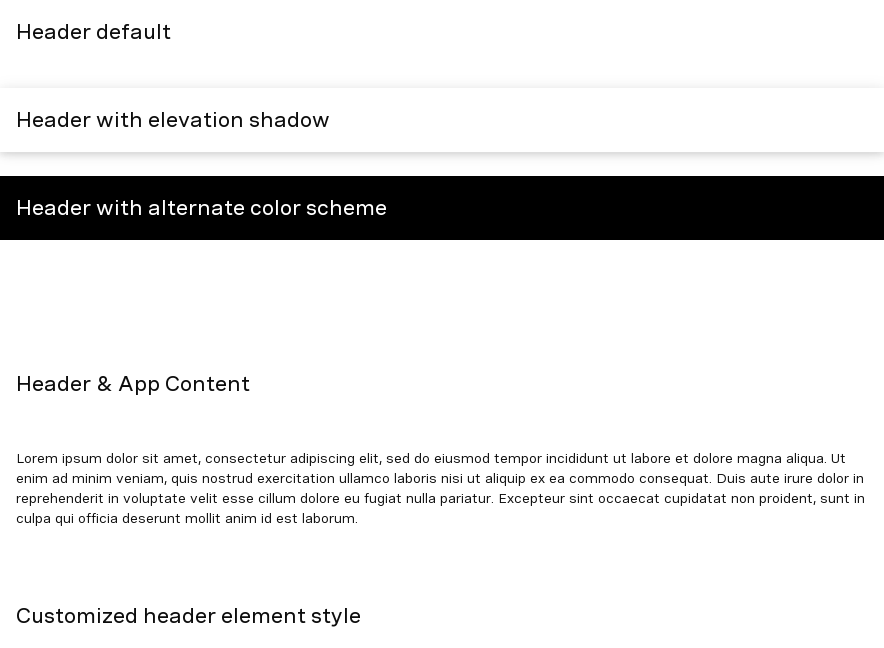 Header default
Header with elevation shadow
Header with alternate color scheme
Header & App Content
Lorem ipsum dolor sit amet, consectetur adipiscing elit, sed do eiusmod tempor incididunt ut labore et dolore magna aliqua. Ut
enim ad minim veniam, quis nostrud exercitation ullamco laboris nisi ut aliquip ex ea commodo consequat. Duis aute irure dolor in
reprehenderit in voluptate velit esse cillum dolore eu fugiat nulla pariatur. Excepteur sint occaecat cupidatat non proident, sunt in
culpa qui officia deserunt mollit anim id est laborum.
Customized header element style